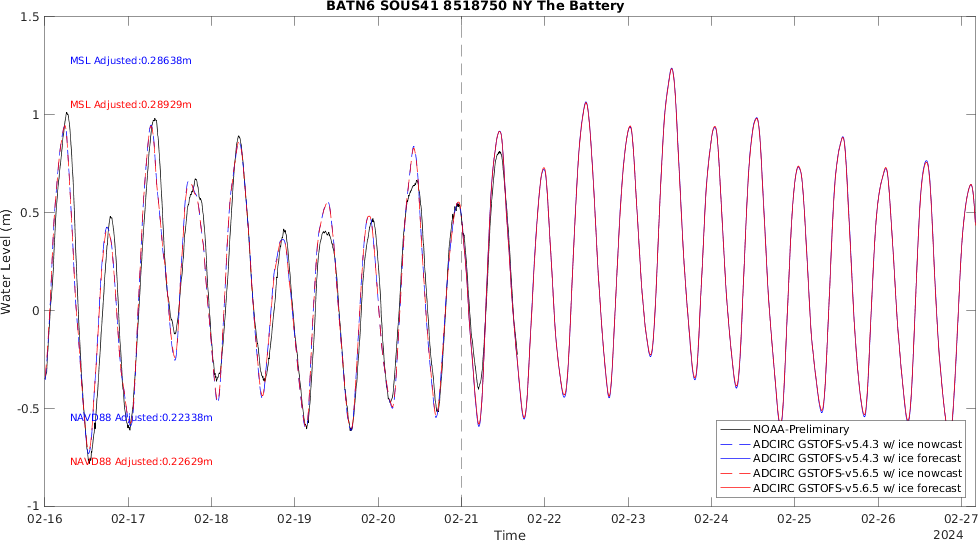 BATN6 SOUS41 8518750 NY The Battery
1.5
1
0.5
0
-0.5
-1
Water Level (m)
MSL Adjusted:0.28638m
MSL Adjusted:0.28929m
NAVD88 Adjusted:0.22338m
NAVD88 Adjusted:0.22629m
NOAA-Preliminary
ADCIRC GSTOFS-v5.4.3 w/ ice nowcast
ADCIRC GSTOFS-v5.4.3 w/ ice forecast
ADCIRC GSTOFS-v5.6.5 w/ ice nowcast
ADCIRC GSTOFS-v5.6.5 w/ ice forecast
02-16 02-17 02-18 02-19 02-20 02-21 02-22 02-23 02-24 02-25 02-26 02-27
Time
2024